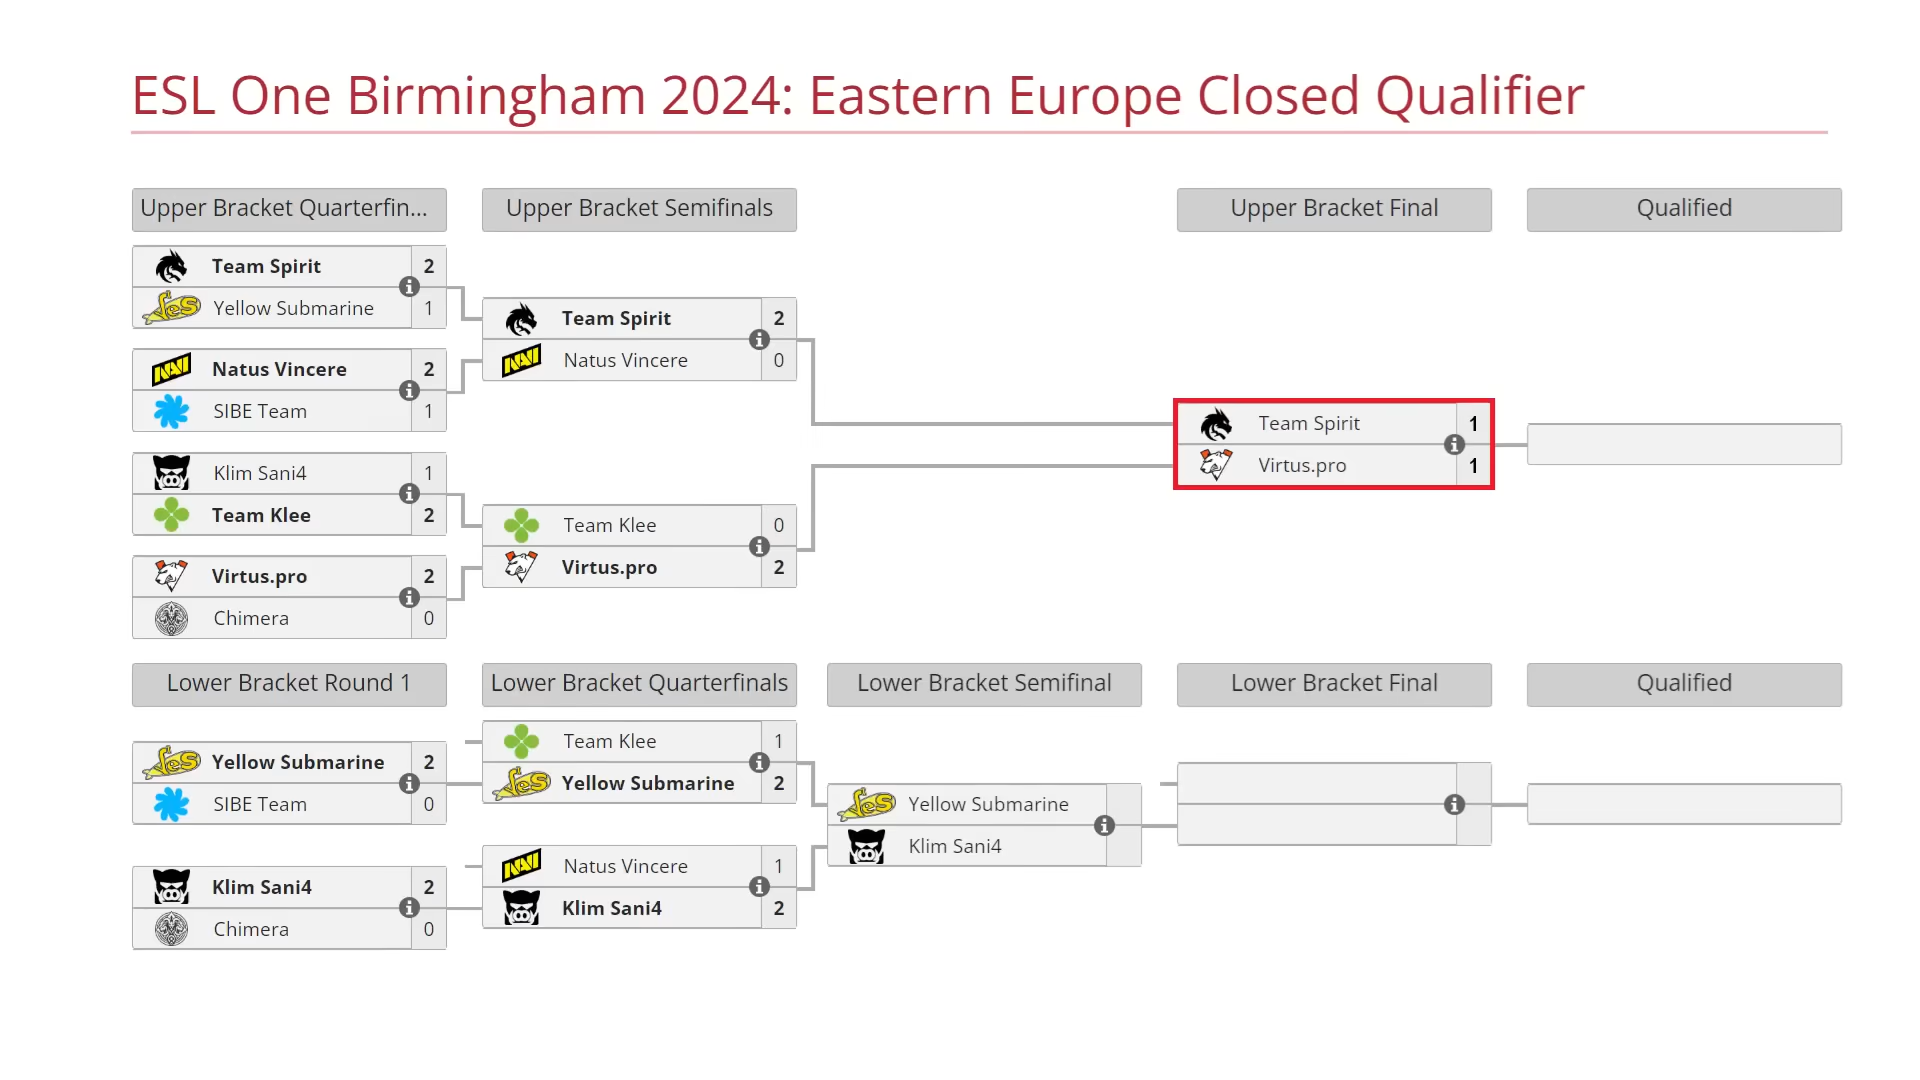 ESL One Birmingham 2024: Eastern Europe Closed Qualifier
Upper Bracket Quarterfin...
Upper Bracket Semifinals
Upper Bracket Final
Qualified
Team Spirit 2
Yellow Submarine 1
Natus Vincere 2
SIBE Team 1
Klim Sani4 1
Team Klee 2
Virtus.pro 2
Chimera 0
Team Spirit 2
Natus Vincere 0
Team Klee 0
Virtus.pro 2
Team Spirit 1
Virtus.pro 1
Lower Bracket Round 1
Lower Bracket Quarterfinals
Lower Bracket Semifinal
Lower Bracket Final
Qualified
Yellow Submarine 2
SIBE Team 0
Klim Sani4 2
Chimera 0
Team Klee 1
Yellow Submarine 2
Natus Vincere 1
Klim Sani4 2
Yellow Submarine
Klim Sani4